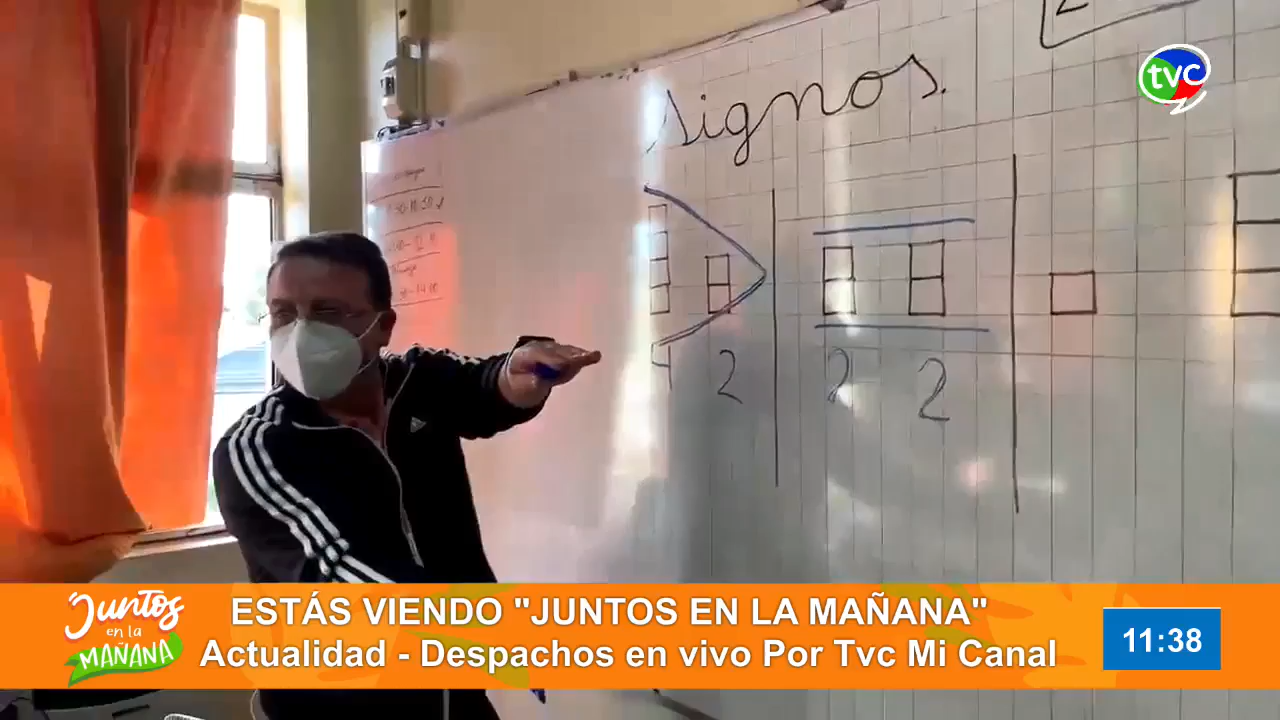 tvc
signos.
4 2 2 2
Juntos
en la
MAÑANA
ESTÁS VIENDO "JUNTOS EN LA MAÑANA"
Actualidad - Despachos en vivo Por Tvc Mi Canal
11:38